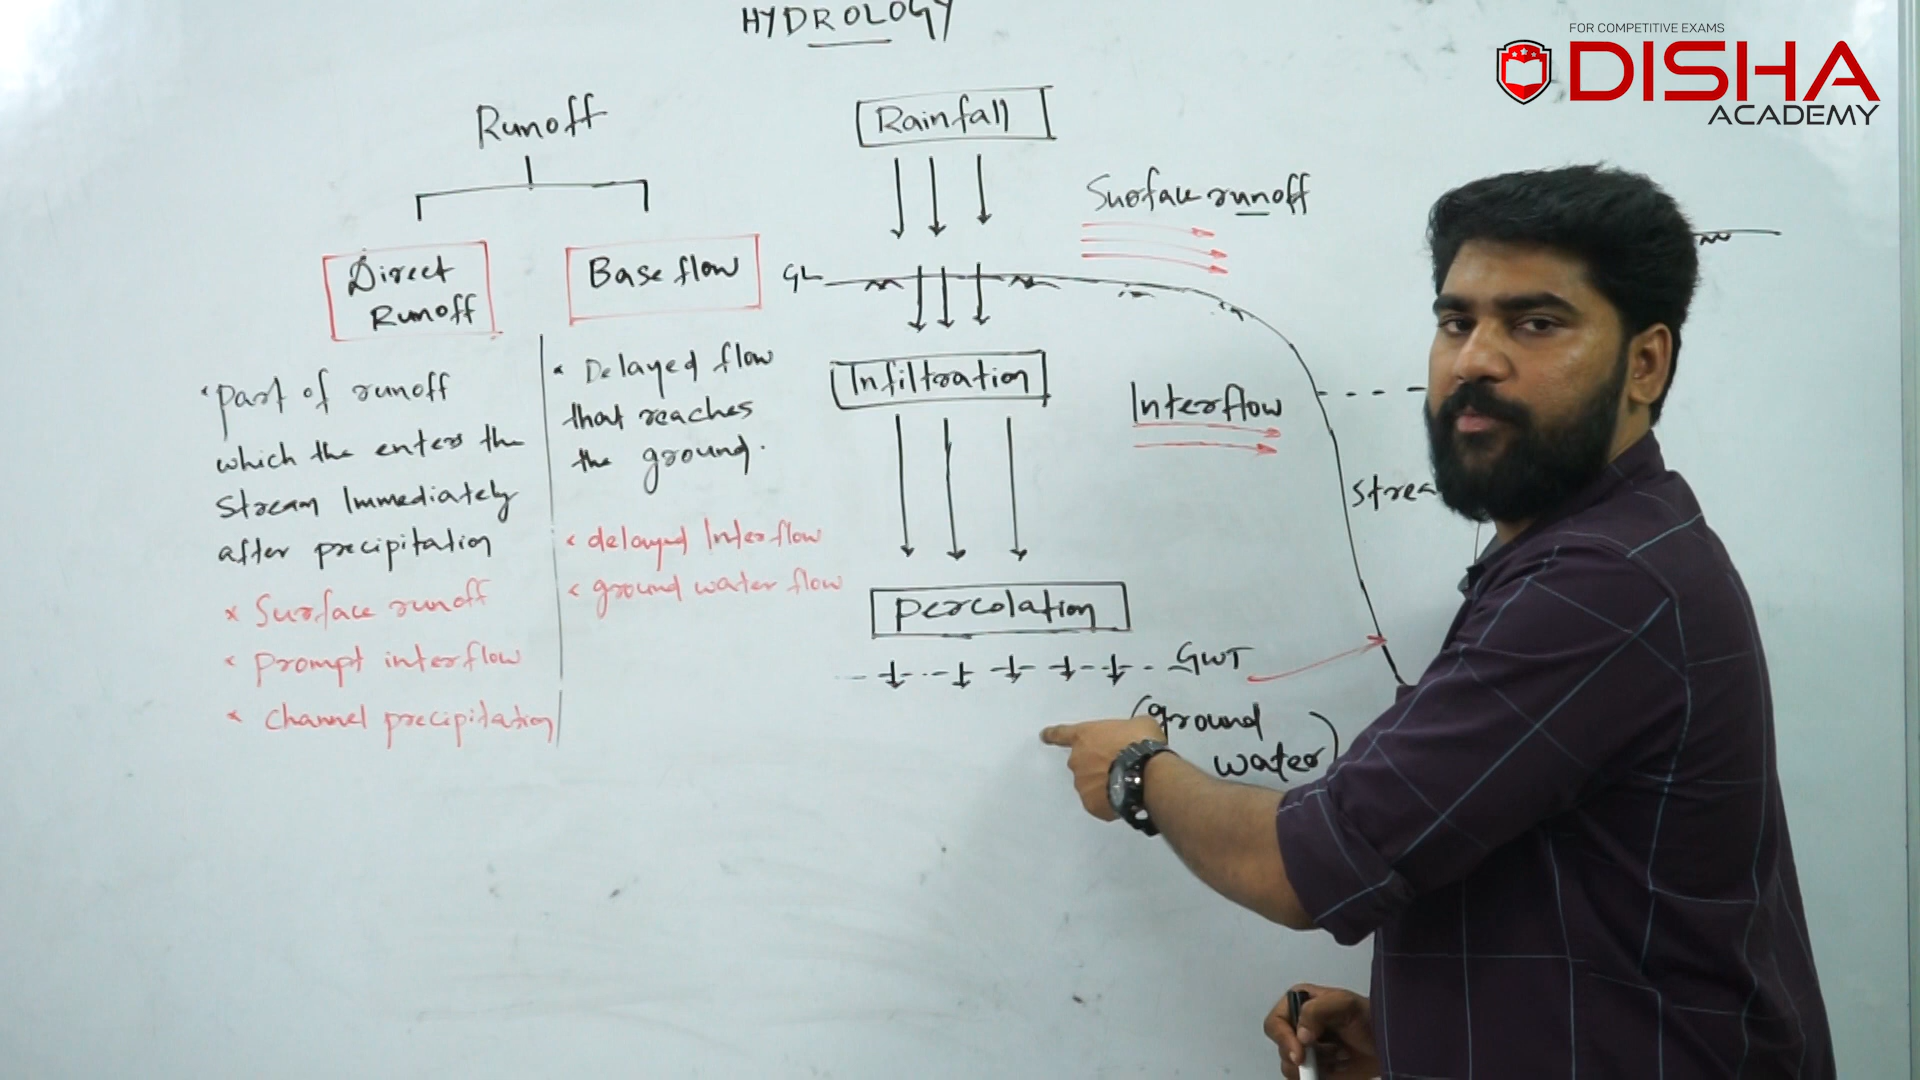 HYDROLOGY
FOR COMPETITIVE EXAMS
DISHA
ACADEMY
Runoff
Direct
Runoff
Base flow
• Part of runoff
which the enters the
Stream Immediately
after precipitation
× Surface runoff
× Prompt interflow
× Channel precipitation
• Delayed flow
that reaches
the ground.
× delayed Interflow
× ground water flow
Rainfall
Surface runoff
GL
Infiltration
Interflow
Percolation
GWT
(ground
water)